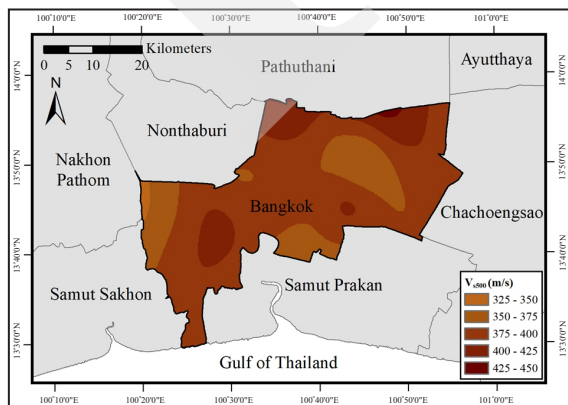 Kilometers
0 5 10 20
N
Pathuthani
Ayutthaya
Nonthaburi
Nakhon
Pathom
Bangkok
Chachoengsao
Samut Prakan
Samut Sakhon
Gulf of Thailand
Vs500 (m/s)
325 - 350
350 - 375
375 - 400
400 - 425
425 - 450
14°0'0"N
13°50'0"N
13°40'0"N
13°30'0"N
14°0'0"N
13°50'0"N
13°40'0"N
13°30'0"N
100°10'0"E
100°20'0"E
100°30'0"E
100°40'0"E
100°50'0"E
101°0'0"E
100°10'0"E
100°20'0"E
100°30'0"E
100°40'0"E
100°50'0"E
101°0'0"E